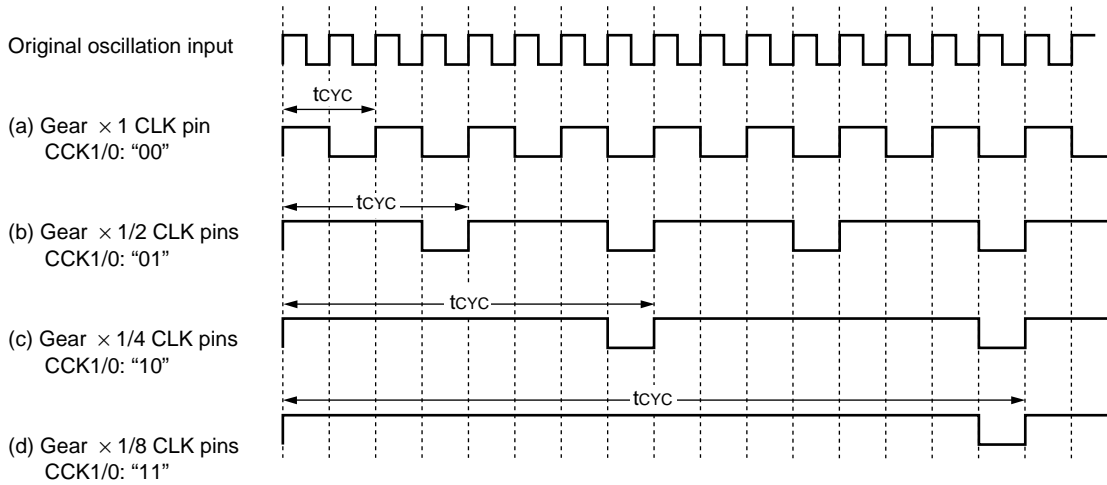 Original oscillation input
tCYC
(a) Gear × 1 CLK pin
CCK1/0: “00”
tCYC
(b) Gear × 1/2 CLK pins
CCK1/0: “01”
tCYC
(c) Gear × 1/4 CLK pins
CCK1/0: “10”
tCYC
(d) Gear × 1/8 CLK pins
CCK1/0: “11”